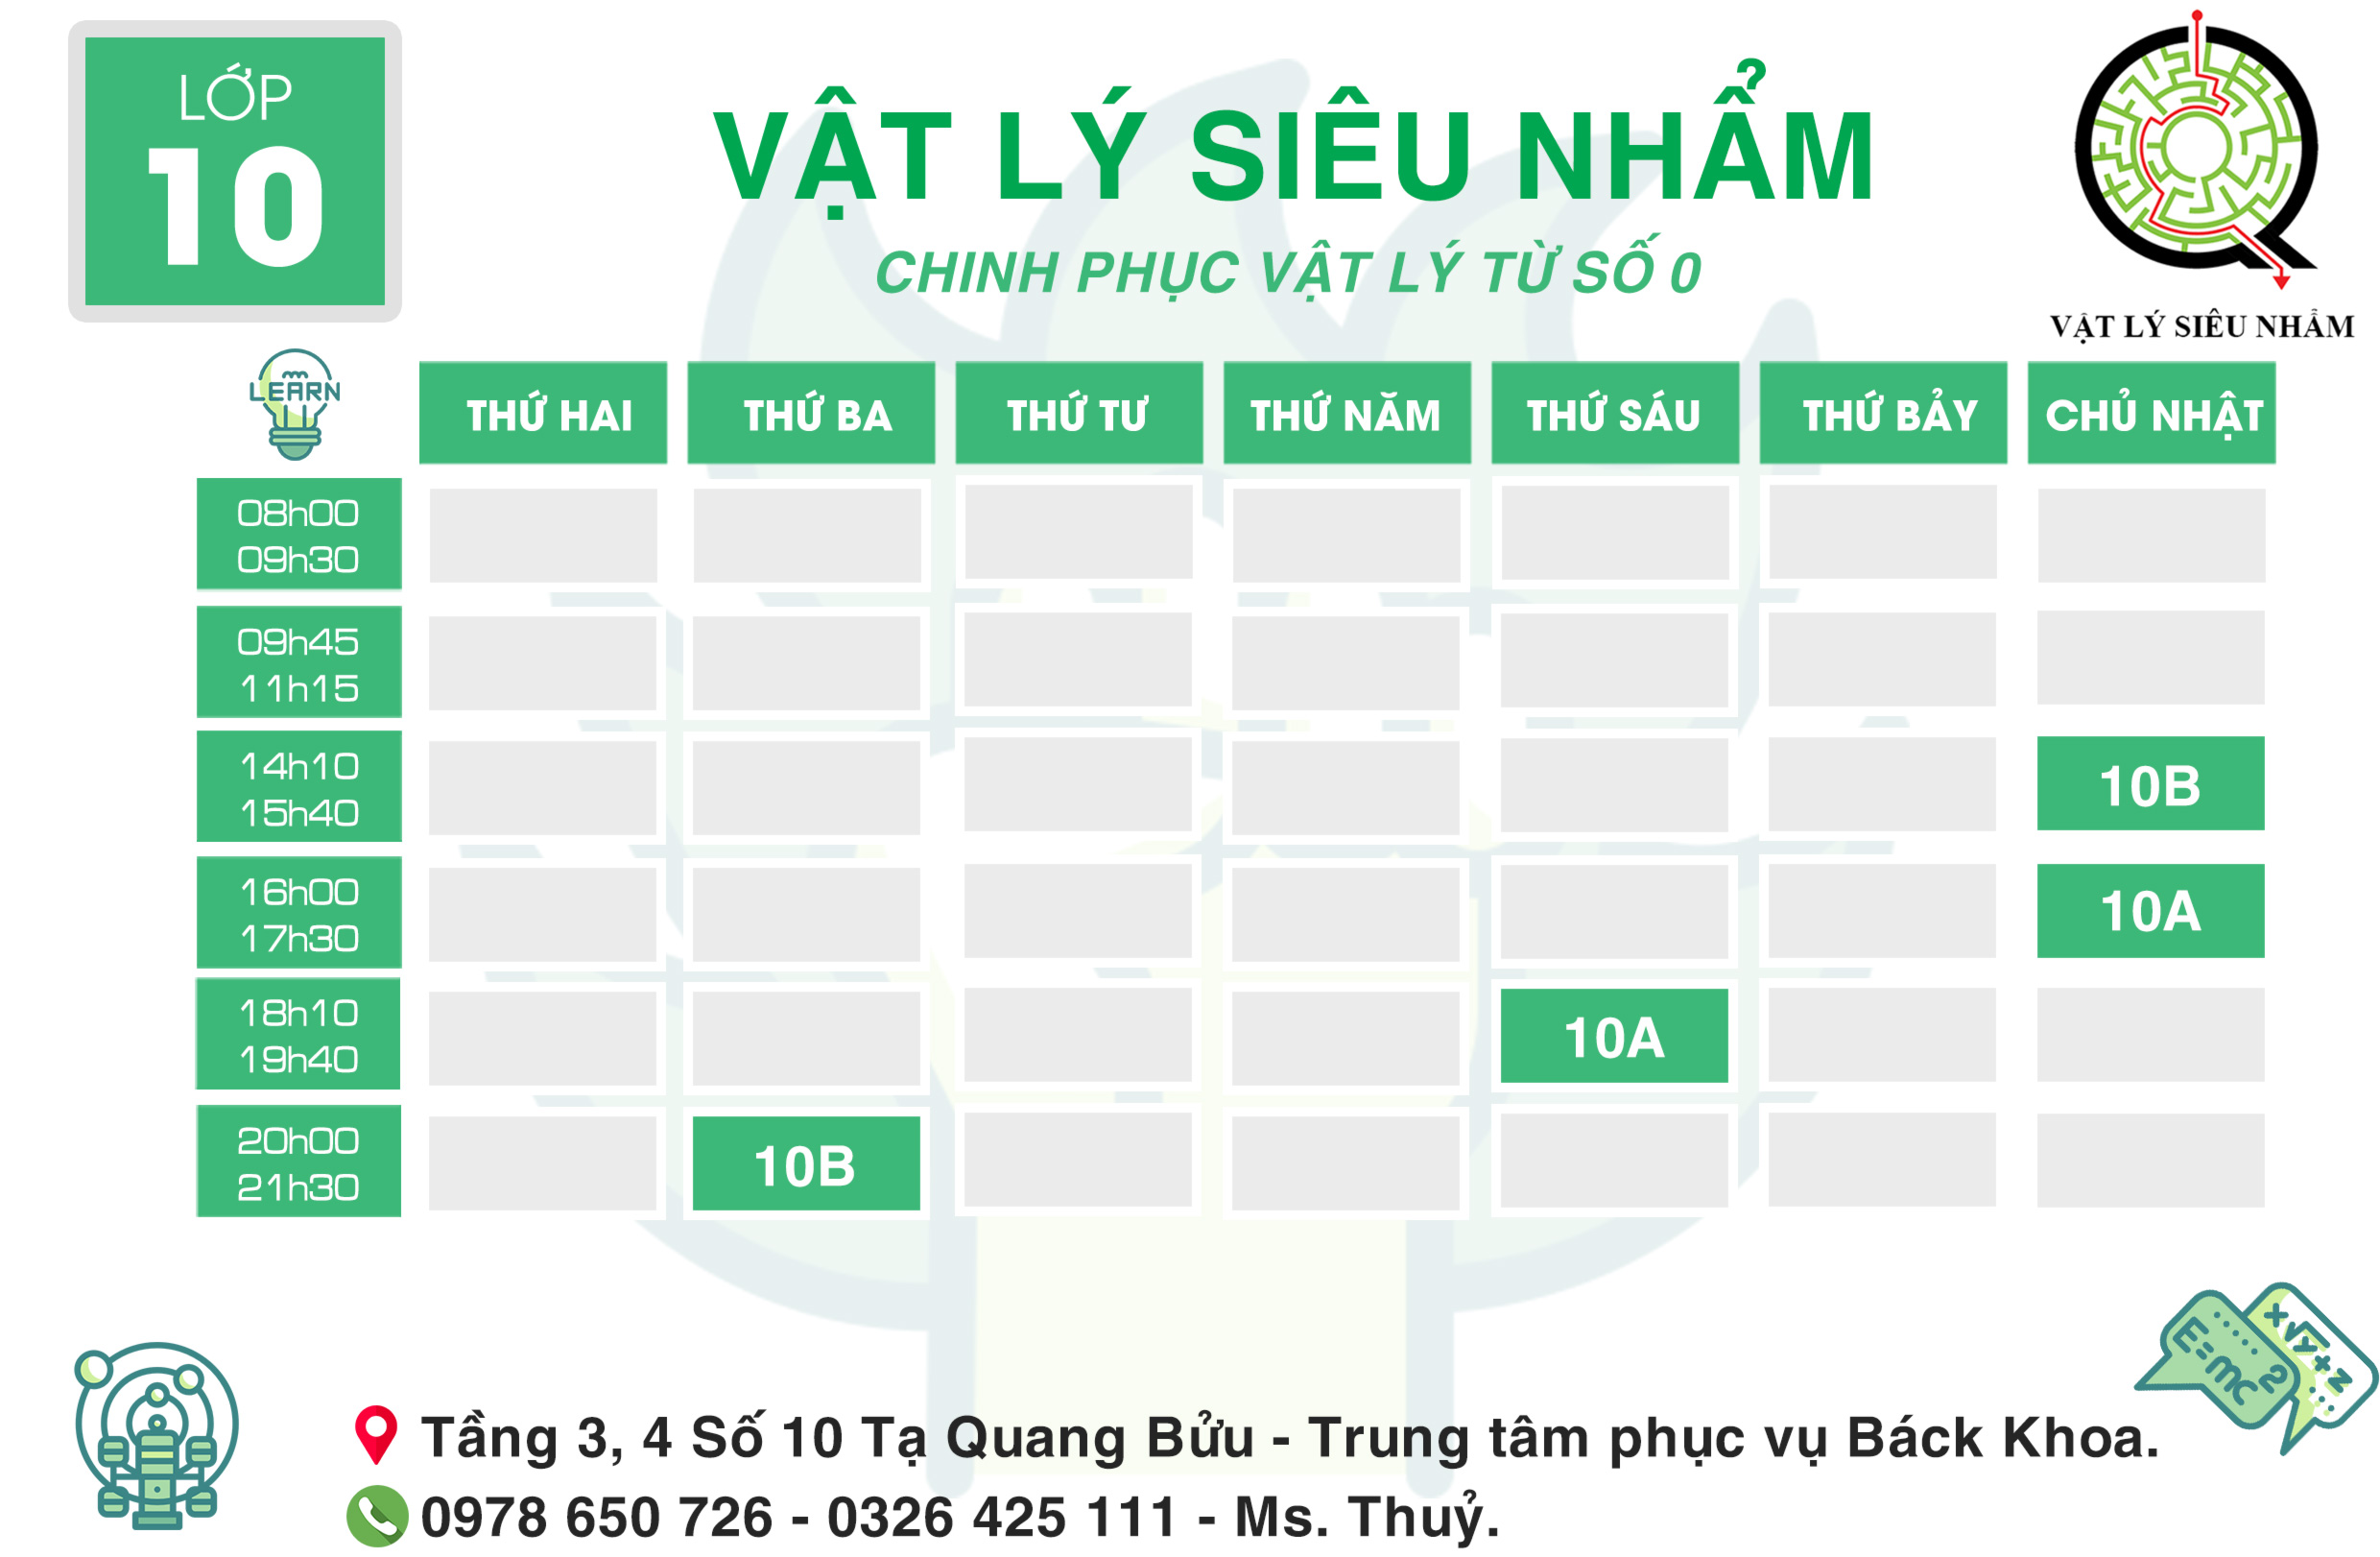 LỚP
10
VẬT LÝ SIÊU NHẨM
CHINH PHỤC VẬT LÝ TỪ SỐ 0
VẬT LÝ SIÊU NHẨM
LEARN
THỨ HAI THỨ BA THỨ TƯ THỨ NĂM THỨ SÁU THỨ BẢY CHỦ NHẬT
08h00
09h30
09h45
11h15
14h10
15h40
10B
16h00
17h30
10A
18h10
19h40
10A
20h00
21h30
10B
Tầng 3, 4 Số 10 Tạ Quang Bửu - Trung tâm phục vụ Báck Khoa.
0978 650 726 - 0326 425 111 - Ms. Thuỷ.